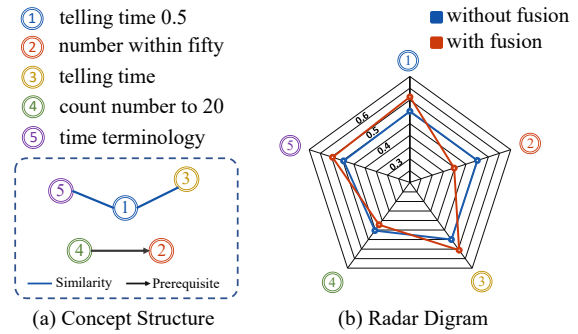 ① telling time 0.5
② number within fifty
③ telling time
④ count number to 20
⑤ time terminology
5
3
1
4
2
Similarity
Prerequisite
(a) Concept Structure
without fusion
with fusion
1
0.6
0.5
0.4
0.3
5
2
4
3
(b) Radar Digram